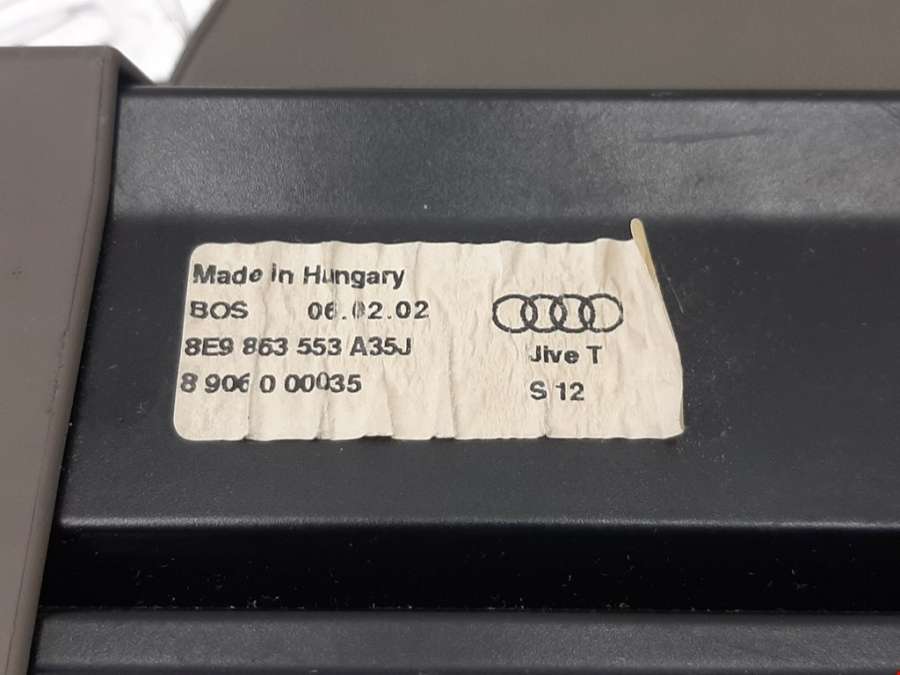 Made in Hungary
BOS 06.02.02
8E9 863 553 A35J
8 906 0 00035
Jive T
S 12